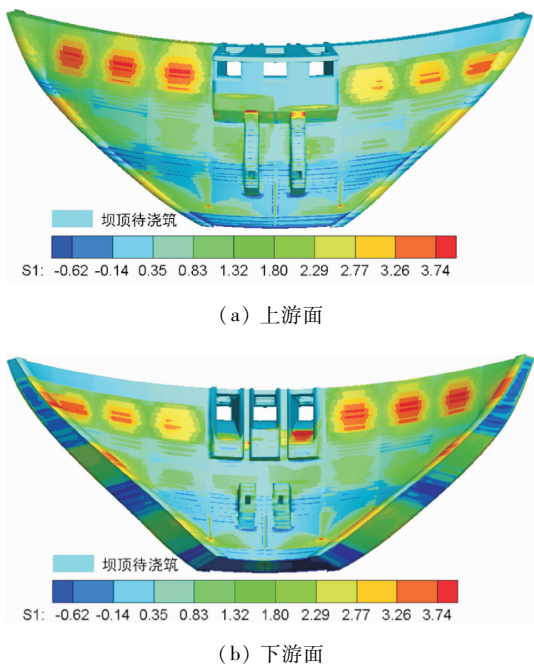 坝顶待浇筑
S1: -0.62 -0.14 0.35 0.83 1.32 1.80 2.29 2.77 3.26 3.74
（a）上游面
坝顶待浇筑
S1: -0.62 -0.14 0.35 0.83 1.32 1.80 2.29 2.77 3.26 3.74
（b）下游面